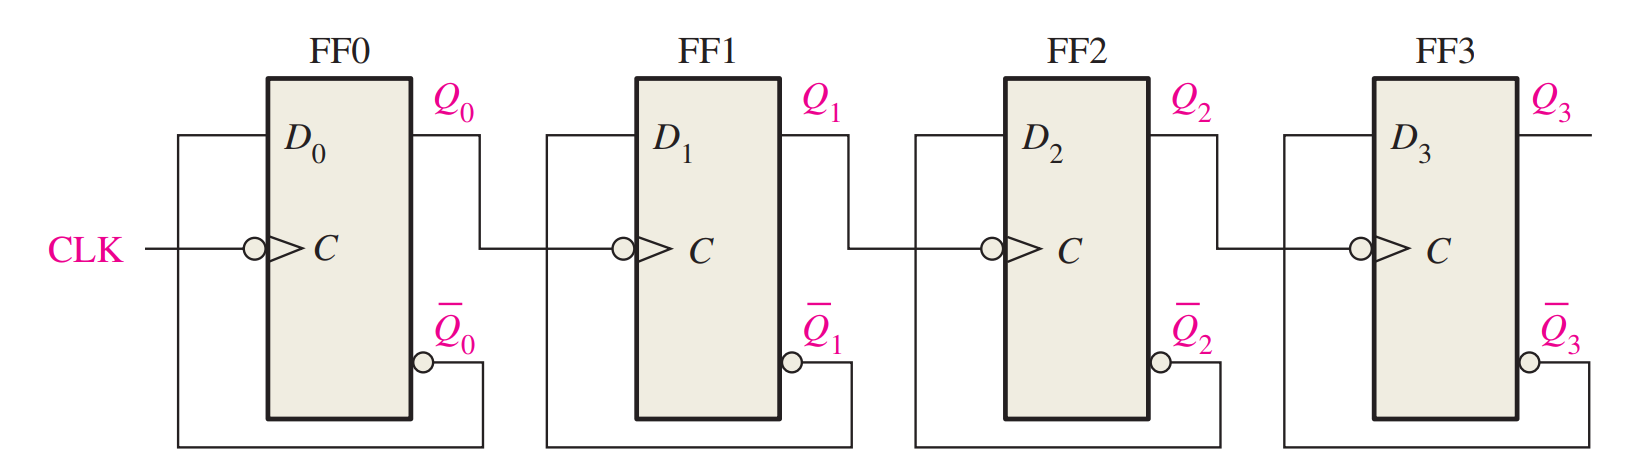 FF0 FF1 FF2 FF3
Q0 Q1 Q2 Q3
D0 D1 D2 D3
CLK C C C C
Q̅0 Q̅1 Q̅2 Q̅3